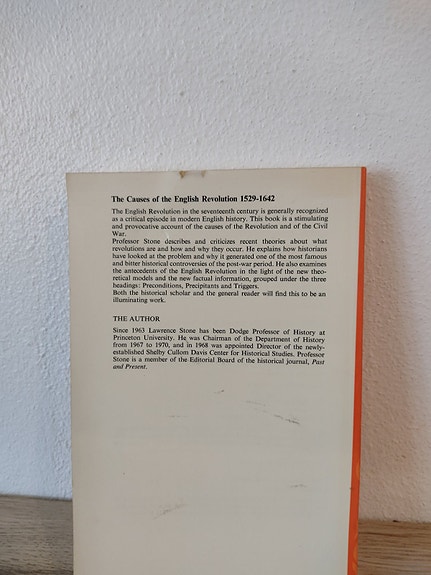 The Causes of the English Revolution 1529-1642
The English Revolution in the seventeenth century is generally recognized
as a critical episode in modern English history. This book is a stimulating
and provocative account of the causes of the Revolution and of the Civil
War.
Professor Stone describes and criticizes recent theories about what
revolutions are and how and why they occur. He explains how historians
have looked at the problem and why it generated one of the most famous
and bitter historical controversies of the post-war period. He also examines
the antecedents of the English Revolution in the light of the new theo-
retical models and the new factual information, grouped under the three
headings: Preconditions, Precipitants and Triggers.
Both the historical scholar and the general reader will find this to be an
illuminating work.
THE AUTHOR
Since 1963 Lawrence Stone has been Dodge Professor of History at
Princeton University. He was Chairman of the Department of History
from 1967 to 1970, and in 1968 was appointed Director of the newly-
established Shelby Cullom Davis Center for Historical Studies. Professor
Stone is a member of the Editorial Board of the historical journal, Past
and Present.